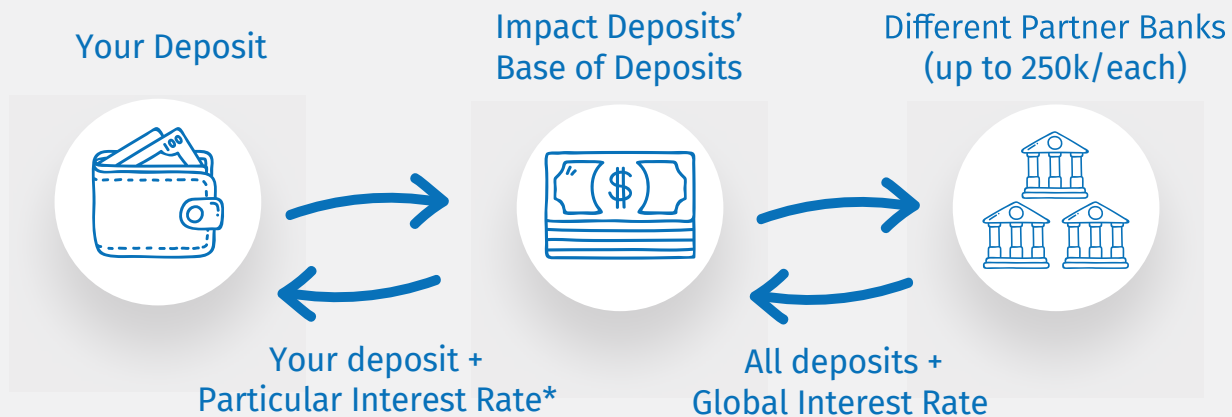 Your Deposit
Impact Deposits’
Base of Deposits
Different Partner Banks
(up to 250k/each)
100
$
Your deposit +
Particular Interest Rate*
All deposits +
Global Interest Rate